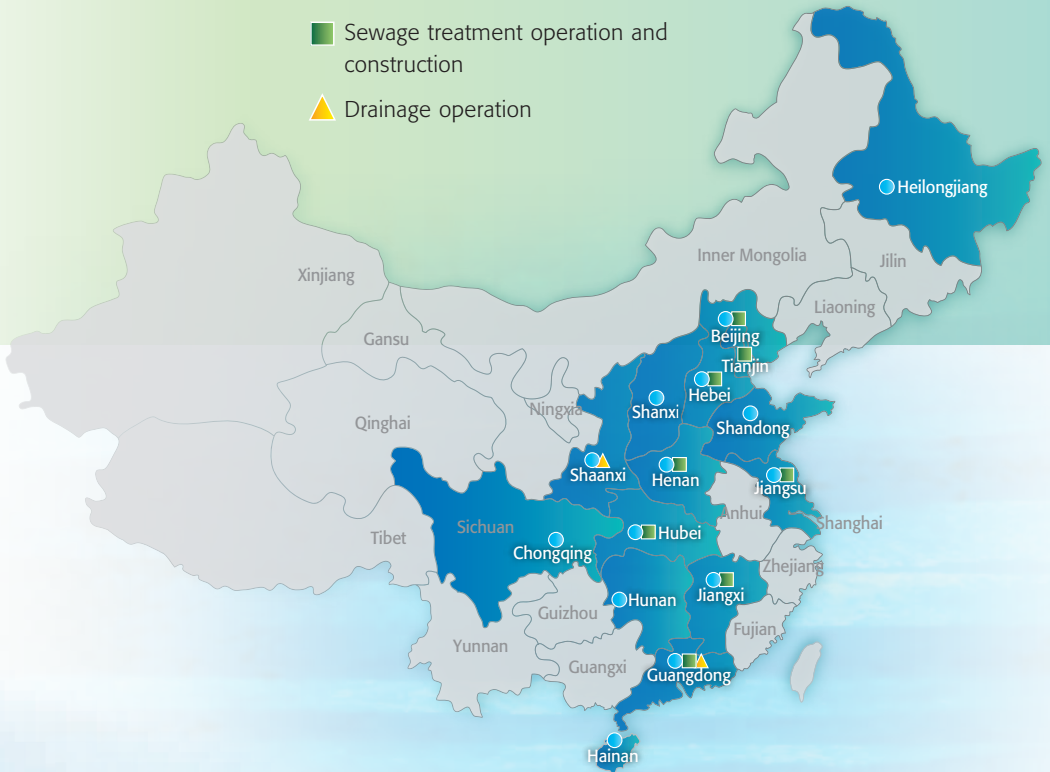 Sewage treatment operation and
construction
Drainage operation
Heilongjiang
Inner Mongolia
Jilin
Xinjiang
Liaoning
Gansu
Beijing
Tianjin
Hebei
Ningxia
Shanxi
Qinghai
Shandong
Shaanxi
Henan
Jiangsu
Anhui
Shanghai
Sichuan
Hubei
Tibet
Chongqing
Zhejiang
Jiangxi
Hunan
Guizhou
Fujian
Yunnan
Guangxi
Guangdong
Hainan